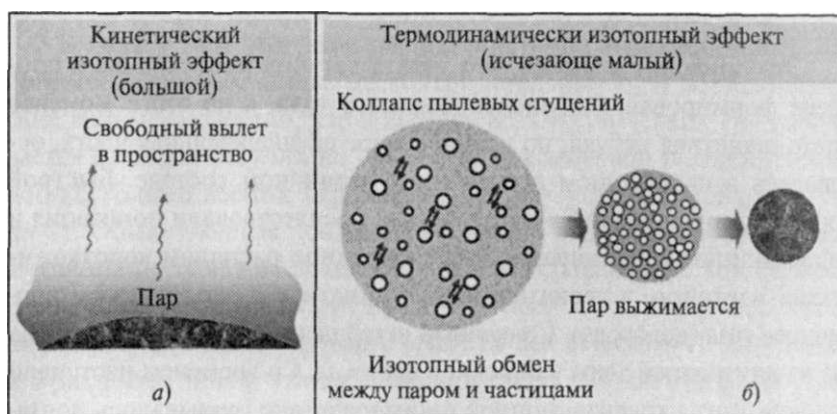 Кинетический
изотопный эффект
(большой)
Свободный вылет
в пространство
Пар
а)
Термодинамически изотопный эффект
(исчезающе малый)
Коллапс пылевых сгущений
Пар выжимается
Изотопный обмен
между паром и частицами
б)